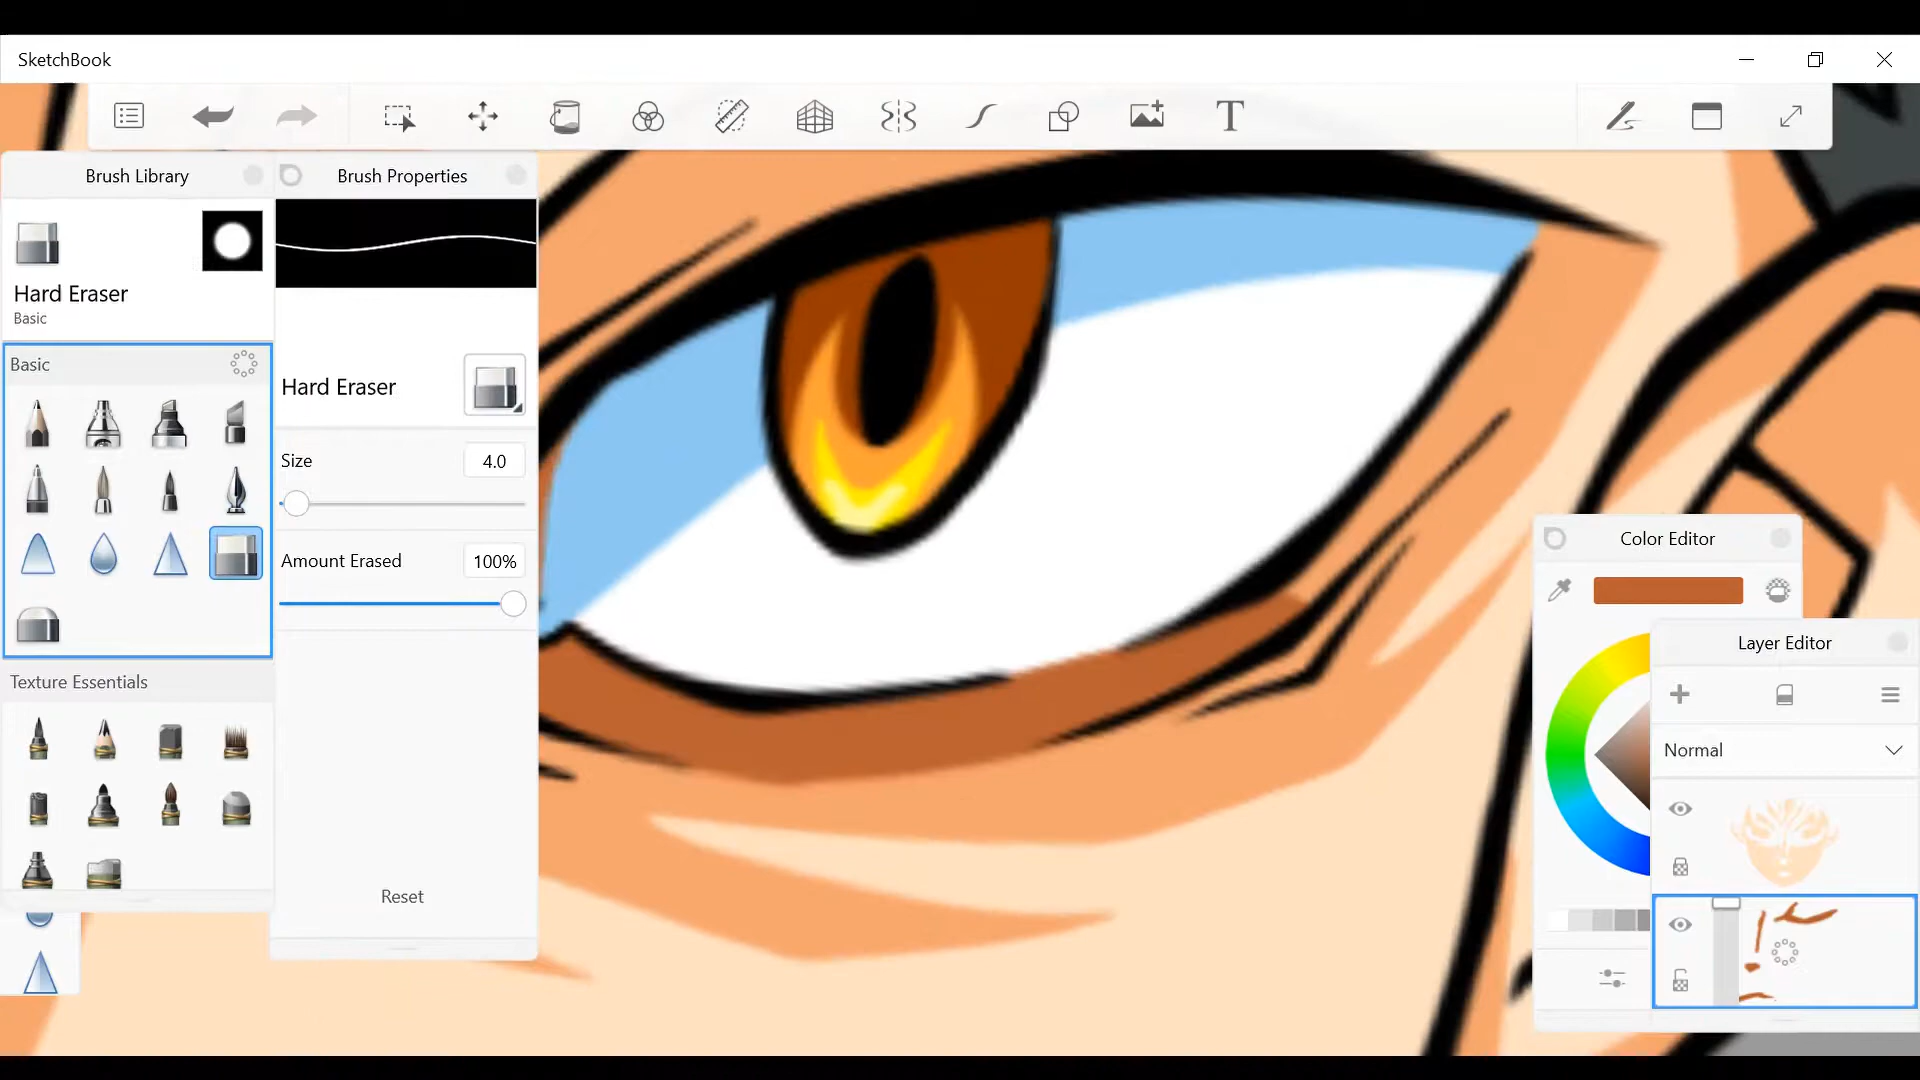 SketchBook
T
Brush Library
Brush Properties
Hard Eraser
Basic
Basic
Hard Eraser
Size
4.0
Amount Erased
100%
Texture Essentials
Reset
Color Editor
Layer Editor
Normal